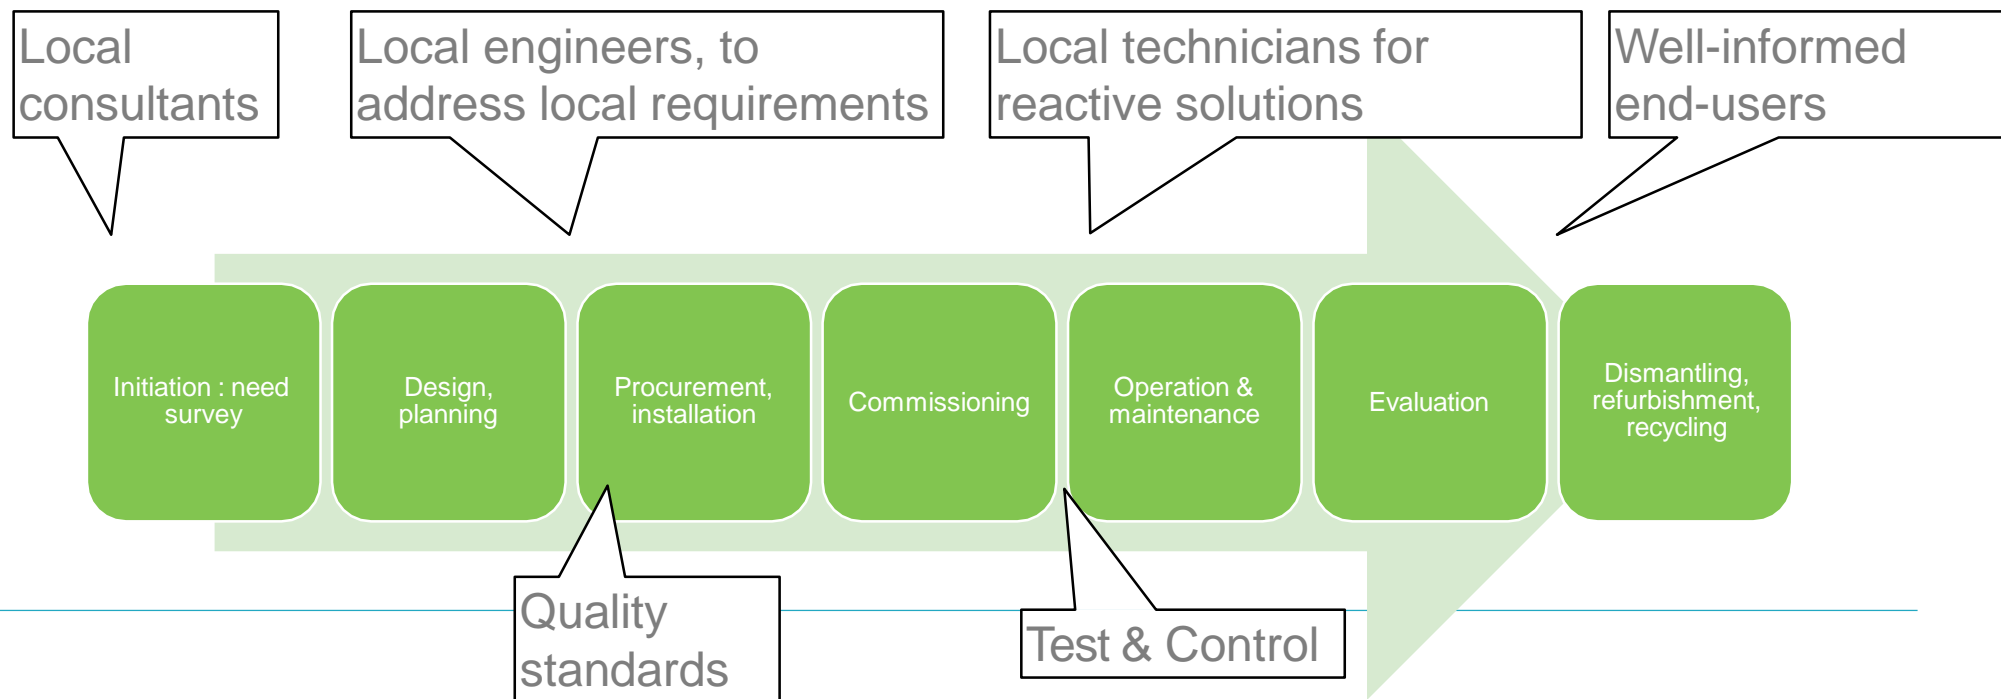 Local
consultants
Local engineers, to
address local requirements
Local technicians for
reactive solutions
Well-informed
end-users
Initiation : need
survey
Design,
planning
Procurement,
installation
Commissioning
Operation &
maintenance
Evaluation
Dismantling,
refurbishment,
recycling
Quality
standards
Test & Control